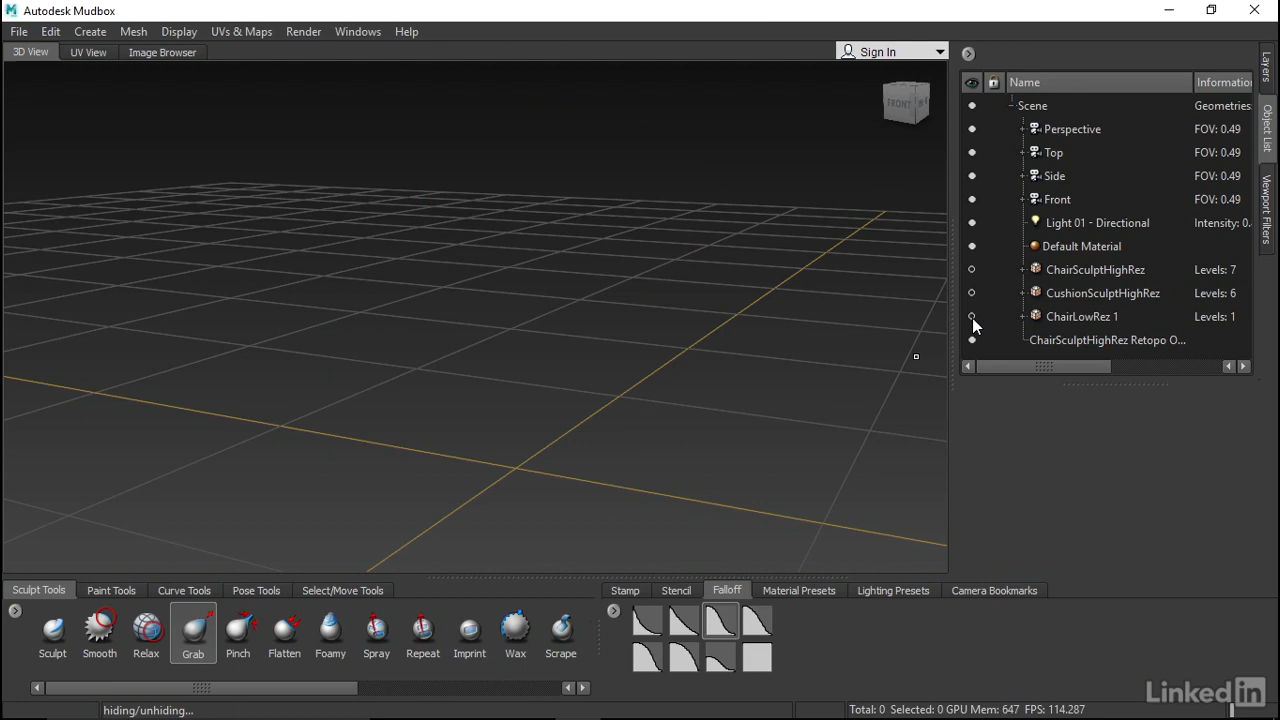 Autodesk Mudbox
File Edit Create Mesh Display UVs & Maps Render Windows Help
3D View UV View Image Browser Sign In
FRONT
Name Informatior
Scene Geometries:
Perspective FOV: 0.49
Top FOV: 0.49
Side FOV: 0.49
Front FOV: 0.49
Light 01 - Directional Intensity: 0.
Default Material
ChairSculptHighRez Levels: 7
CushionSculptHighRez Levels: 6
ChairLowRez 1 Levels: 1
ChairSculptHighRez Retopo O...
Layers
Object List
Viewport Filters
Sculpt Tools Paint Tools Curve Tools Pose Tools Select/Move Tools
Stamp Stencil Falloff Material Presets Lighting Presets Camera Bookmarks
Sculpt Smooth Relax Grab Pinch Flatten Foamy Spray Repeat Imprint Wax Scrape
hiding/unhiding...
Total: 0 Selected: 0 GPU Mem: 647 FPS: 114.287
Linked in